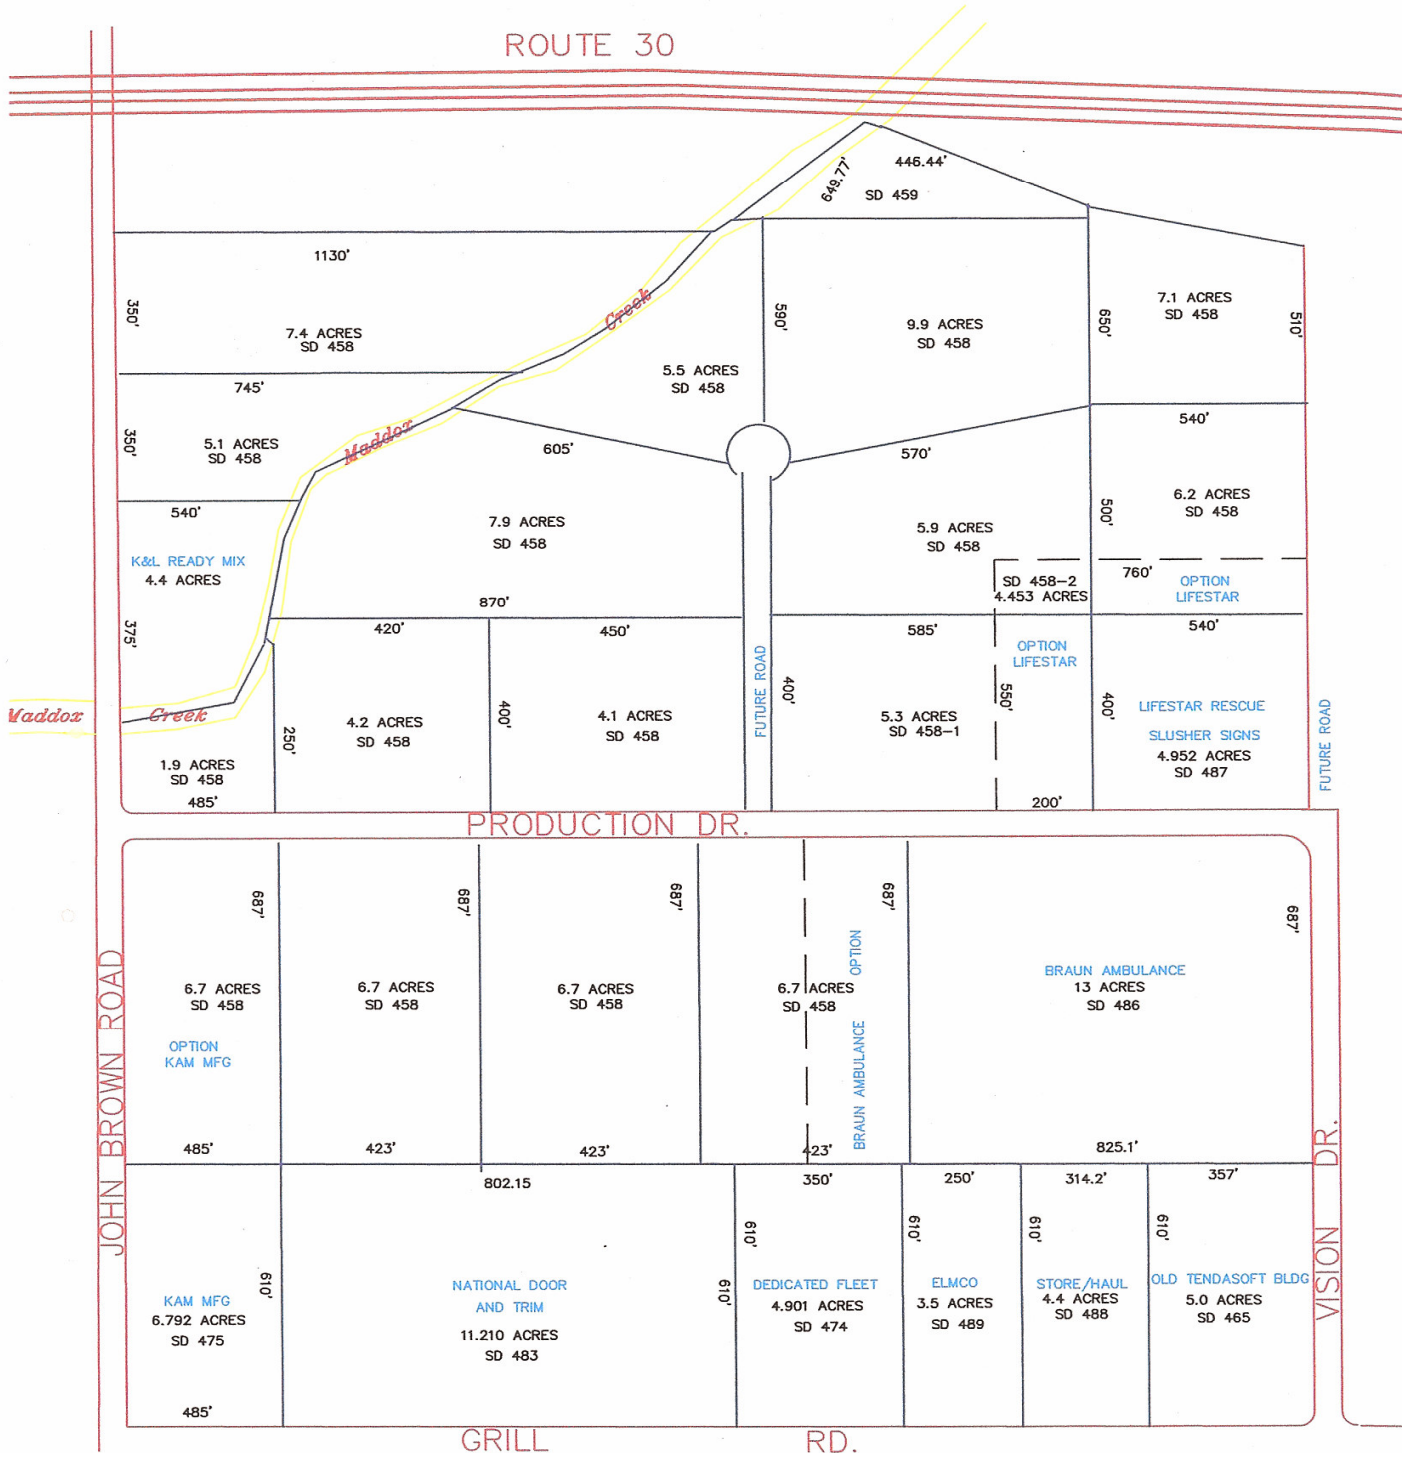 ROUTE 30
446.44'
649.77'
SD 459
1130'
350'
7.4 ACRES
SD 458
Creek
590'
9.9 ACRES
SD 458
650'
7.1 ACRES
SD 458
510'
745'
5.5 ACRES
SD 458
350'
5.1 ACRES
SD 458
Maddox
605'
570'
540'
540'
K&L READY MIX
4.4 ACRES
375'
7.9 ACRES
SD 458
5.9 ACRES
SD 458
500'
6.2 ACRES
SD 458
SD 458-2
4.453 ACRES
760'
OPTION
LIFESTAR
870'
420'
450'
585'
540'
OPTION
LIFESTAR
FUTURE ROAD
400'
550'
400'
Maddox
Creek
250'
4.2 ACRES
SD 458
400'
4.1 ACRES
SD 458
5.3 ACRES
SD 458-1
LIFESTAR RESCUE
SLUSHER SIGNS
4.952 ACRES
SD 487
FUTURE ROAD
1.9 ACRES
SD 458
485'
200'
PRODUCTION DR.
687'
687'
687'
687'
687'
6.7 ACRES
SD 458
OPTION
KAM MFG
6.7 ACRES
SD 458
6.7 ACRES
SD 458
6.7 ACRES
SD 458
BRAUN AMBULANCE OPTION
BRAUN AMBULANCE
13 ACRES
SD 486
JOHN BROWN ROAD
485'
423'
423'
423'
825.1'
VISION DR.
802.15
350'
250'
314.2'
357'
610'
610'
610'
610'
610'
610'
KAM MFG
6.792 ACRES
SD 475
NATIONAL DOOR
AND TRIM
11.210 ACRES
SD 483
DEDICATED FLEET
4.901 ACRES
SD 474
ELMCO
3.5 ACRES
SD 489
STORE/HAUL
4.4 ACRES
SD 488
OLD TENDASOFT BLDG
5.0 ACRES
SD 465
485'
GRILL RD.